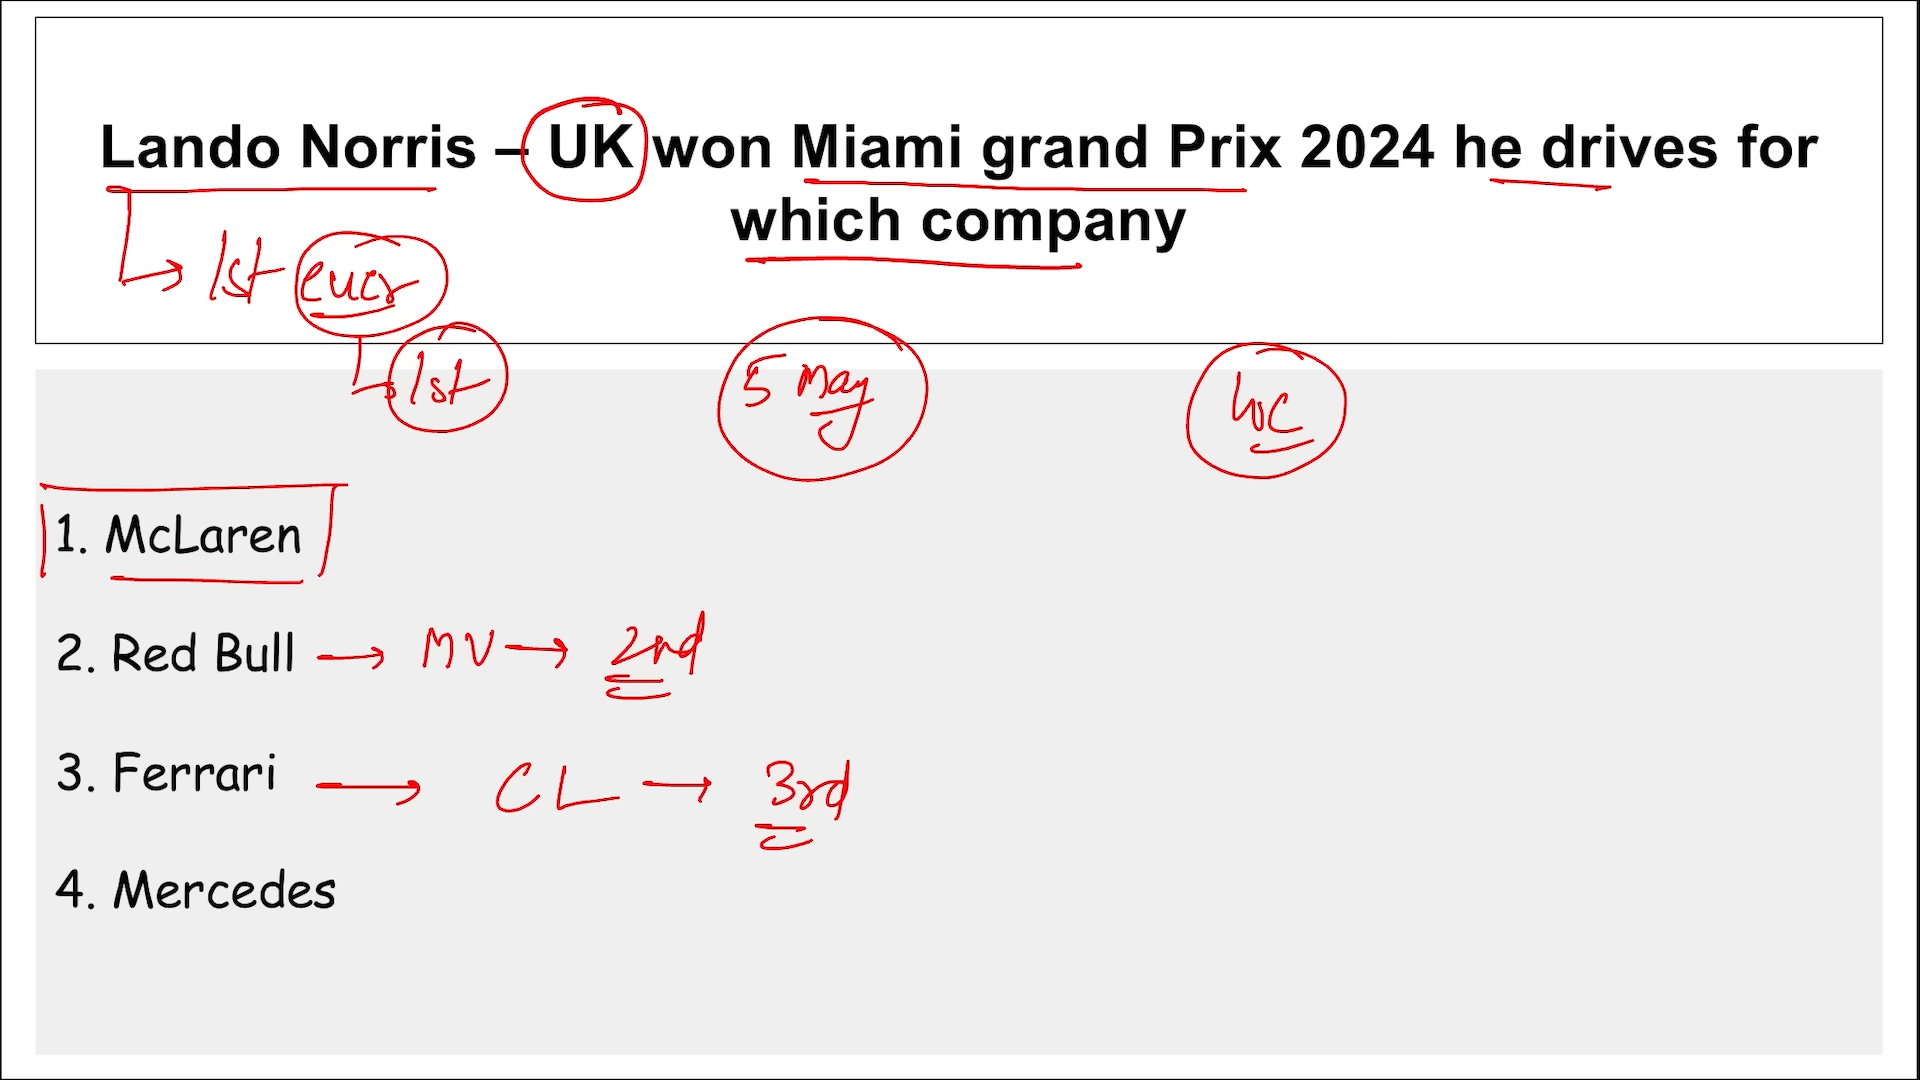 Lando Norris – UK won Miami grand Prix 2024 he drives for
which company
1st ever
1st
5 May
1. McLaren
2. Red Bull → MV → 2nd
3. Ferrari → CL → 3rd
4. Mercedes